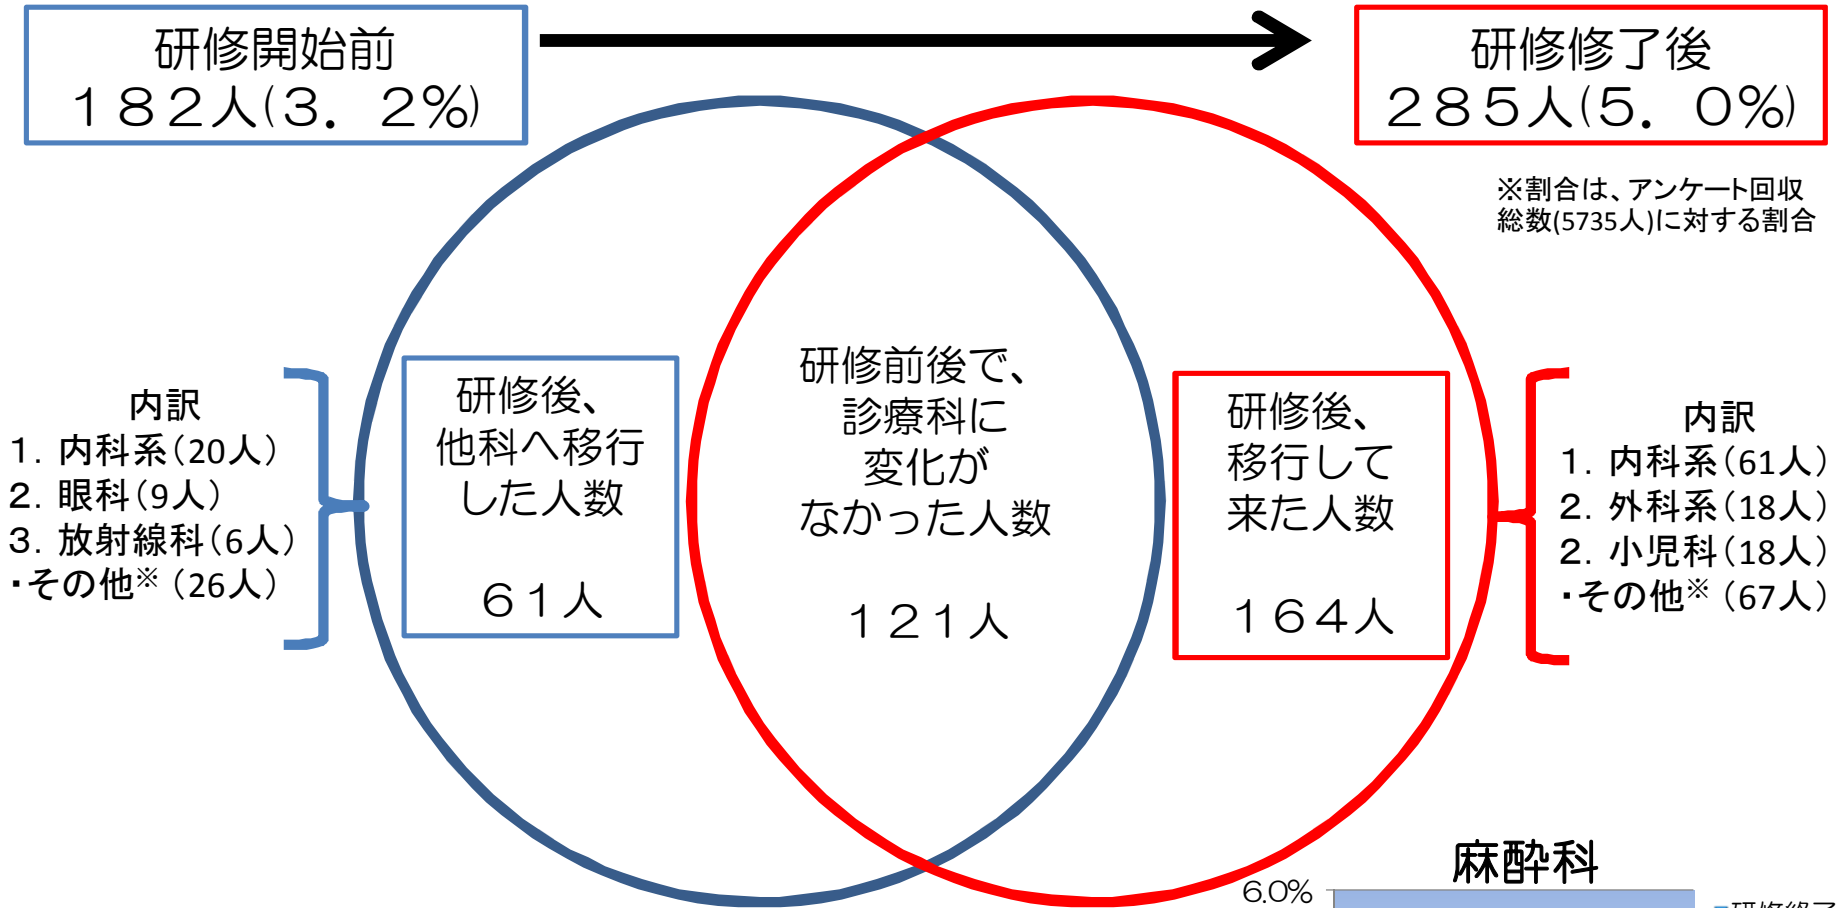 研修開始前
182人(3. 2%)
研修修了後
285人(5. 0%)
※割合は、アンケート回収
総数(5735人)に対する割合
内訳
1. 内科系(20人)
2. 眼科(9人)
3. 放射線科(6人)
・その他※ (26人)
研修後、
他科へ移行
した人数
61人
研修前後で、
診療科に
変化が
なかった人数
121人
研修後、
移行して
来た人数
164人
内訳
1. 内科系(61人)
2. 外科系(18人)
2. 小児科(18人)
・その他※ (67人)
麻酔科
6.0%